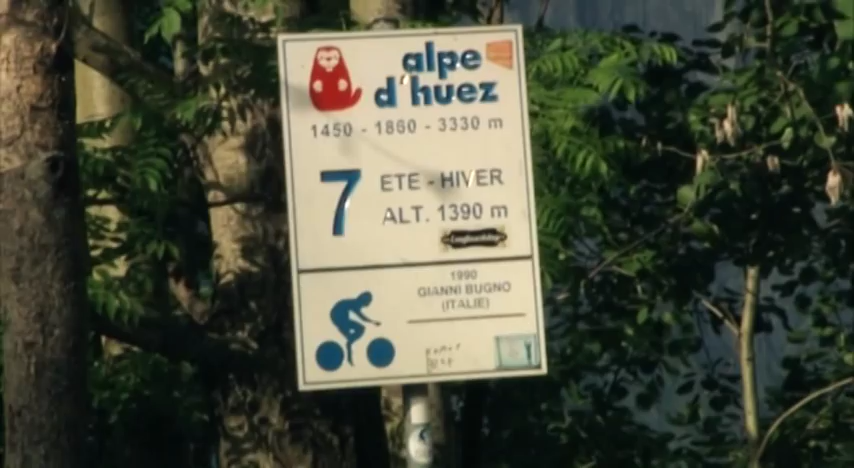 alpe
d'huez
1450 - 1860 - 3330 m
7
ETE - HIVER
ALT. 1390 m
1990
GIANNI BUGNO
(ITALIE)